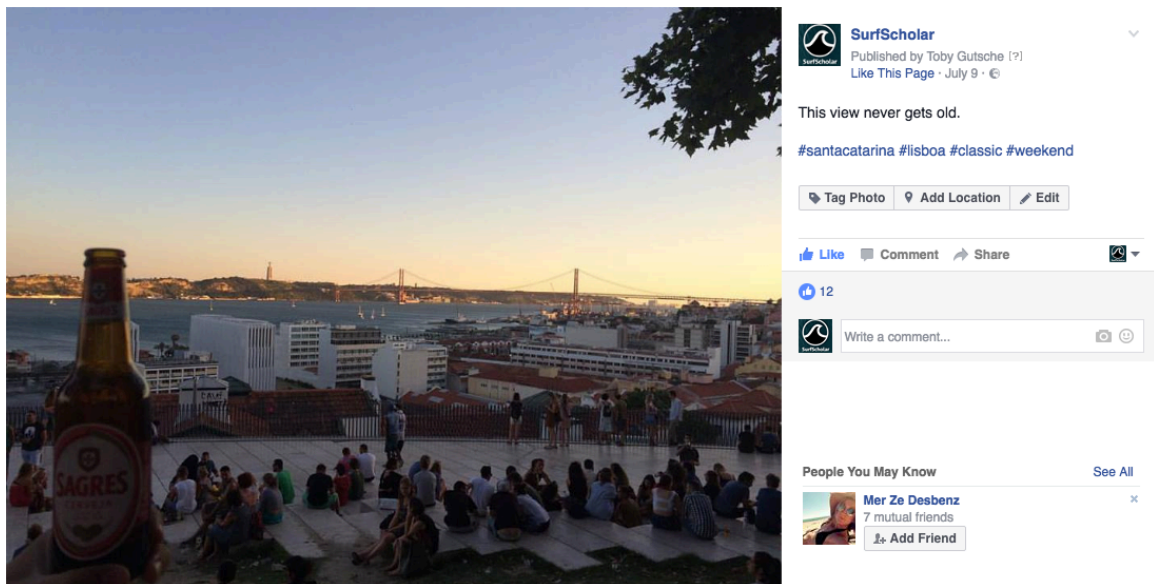 SAGRES
CERVEJA
SurfScholar
SurfScholar
Published by Toby Gutsche [?]
Like This Page · July 9 ·
This view never gets old.
#santacatarina #lisboa #classic #weekend
Tag Photo Add Location Edit
Like Comment Share
12
SurfScholar
Write a comment...
People You May Know See All
Mer Ze Desbenz
7 mutual friends
Add Friend